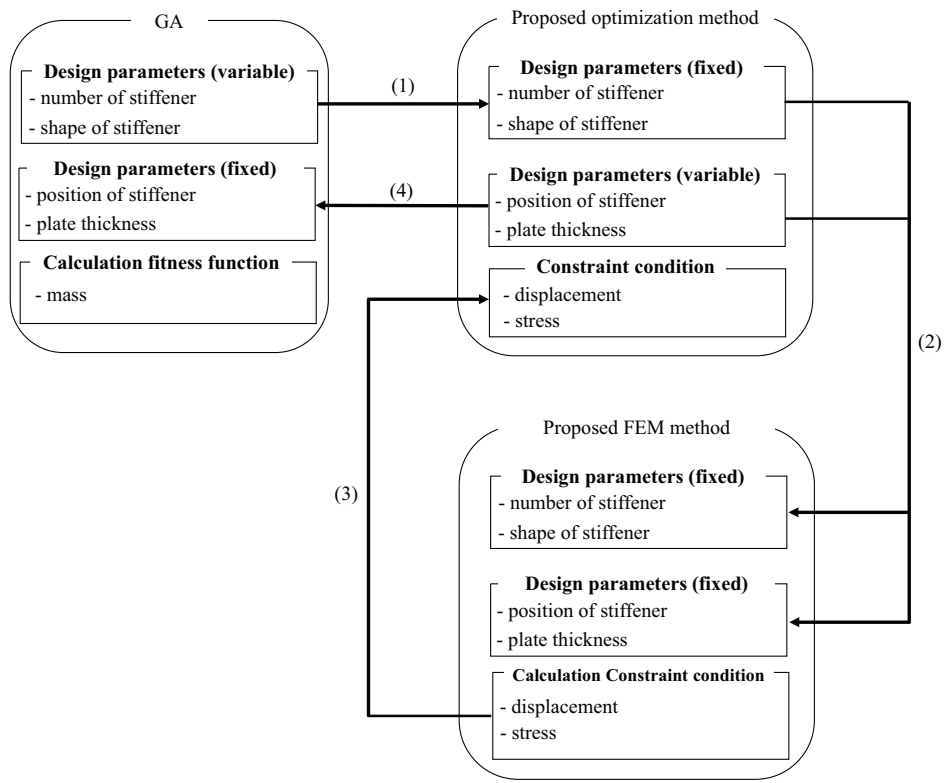 GA
Design parameters (variable)
- number of stiffener
- shape of stiffener
Design parameters (fixed)
- position of stiffener
- plate thickness
Calculation fitness function
- mass
(1)
(4)
Proposed optimization method
Design parameters (fixed)
- number of stiffener
- shape of stiffener
Design parameters (variable)
- position of stiffener
- plate thickness
Constraint condition
- displacement
- stress
(2)
(3)
Proposed FEM method
Design parameters (fixed)
- number of stiffener
- shape of stiffener
Design parameters (fixed)
- position of stiffener
- plate thickness
Calculation Constraint condition
- displacement
- stress